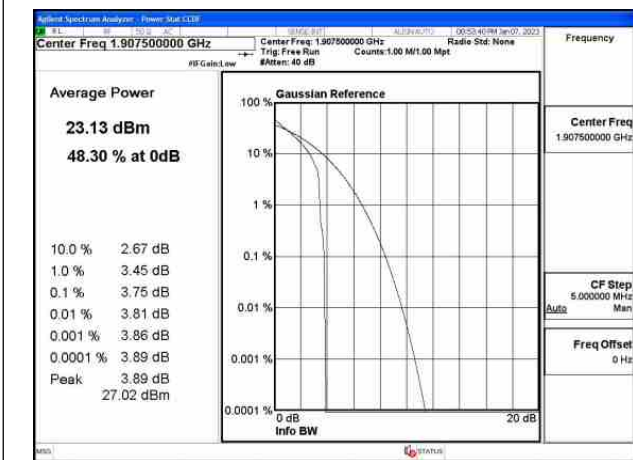 Agilent Spectrum Analyzer - Power Stat CCDF
RL RF 50 Ω AC SENSE:INT ALIGN AUTO 00:53:40 PM Jan 07, 2023
Center Freq 1.907500000 GHz
Center Freq: 1.907500000 GHz Radio Std: None
Trig: Free Run Counts:1.00 M/1.00 Mpt
#IFGain:Low #Atten: 40 dB
Frequency
Average Power
23.13 dBm
48.30 % at 0dB
10.0 % 2.67 dB
1.0 % 3.45 dB
0.1 % 3.75 dB
0.01 % 3.81 dB
0.001 % 3.86 dB
0.0001 % 3.89 dB
Peak 3.89 dB
27.02 dBm
Gaussian Reference
100 %
10 %
1 %
0.1 %
0.01 %
0.001 %
0.0001 %
0 dB 20 dB
Info BW
Center Freq
1.907500000 GHz
CF Step
5.000000 MHz
Auto Man
Freq Offset
0 Hz
MSG STATUS